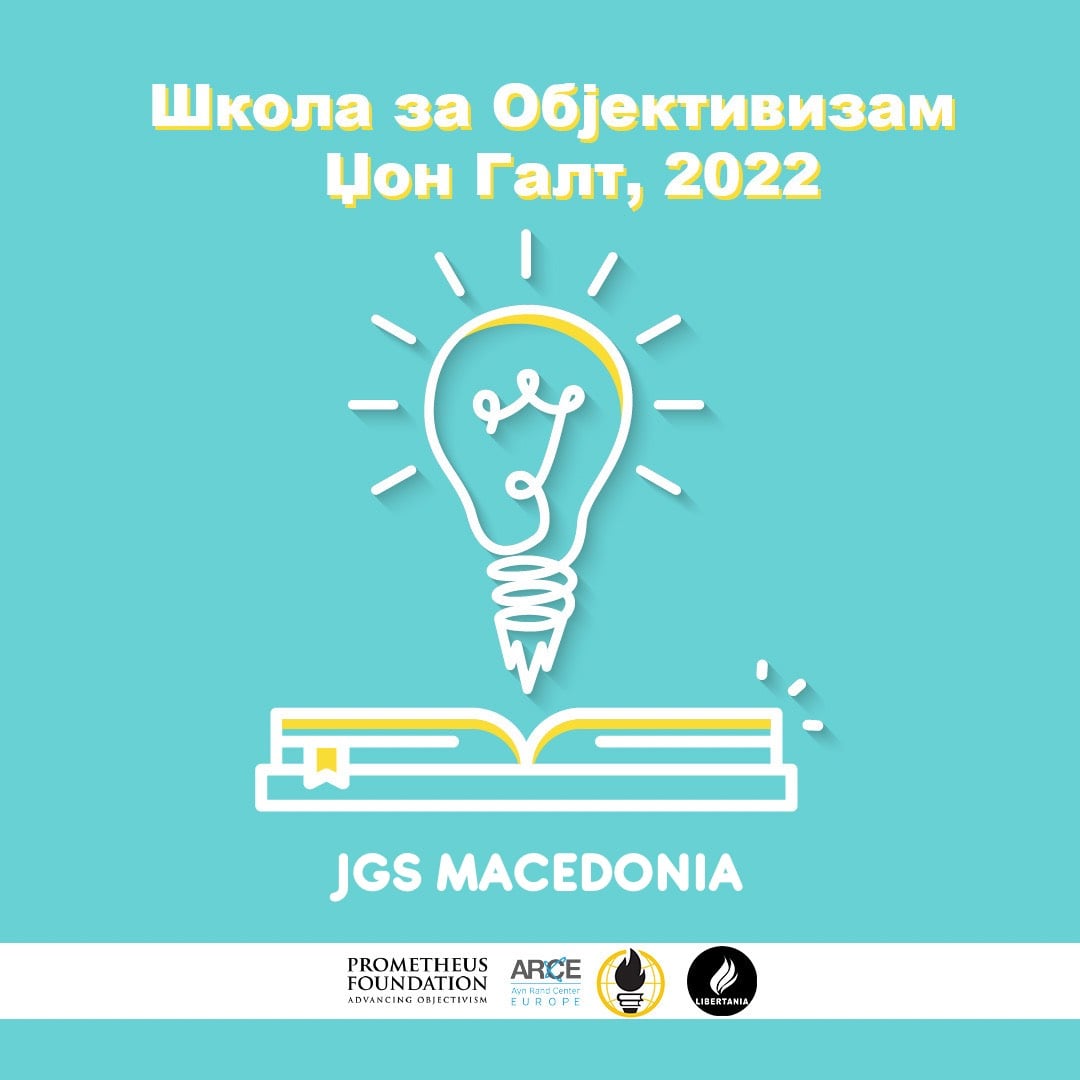 Школа за Објективизам
Џон Галт, 2022
JGS MACEDONIA
PROMETHEUS
FOUNDATION
ADVANCING OBJECTIVISM
ARCE
Ayn Rand Center
EUROPE
LIBERTANIA